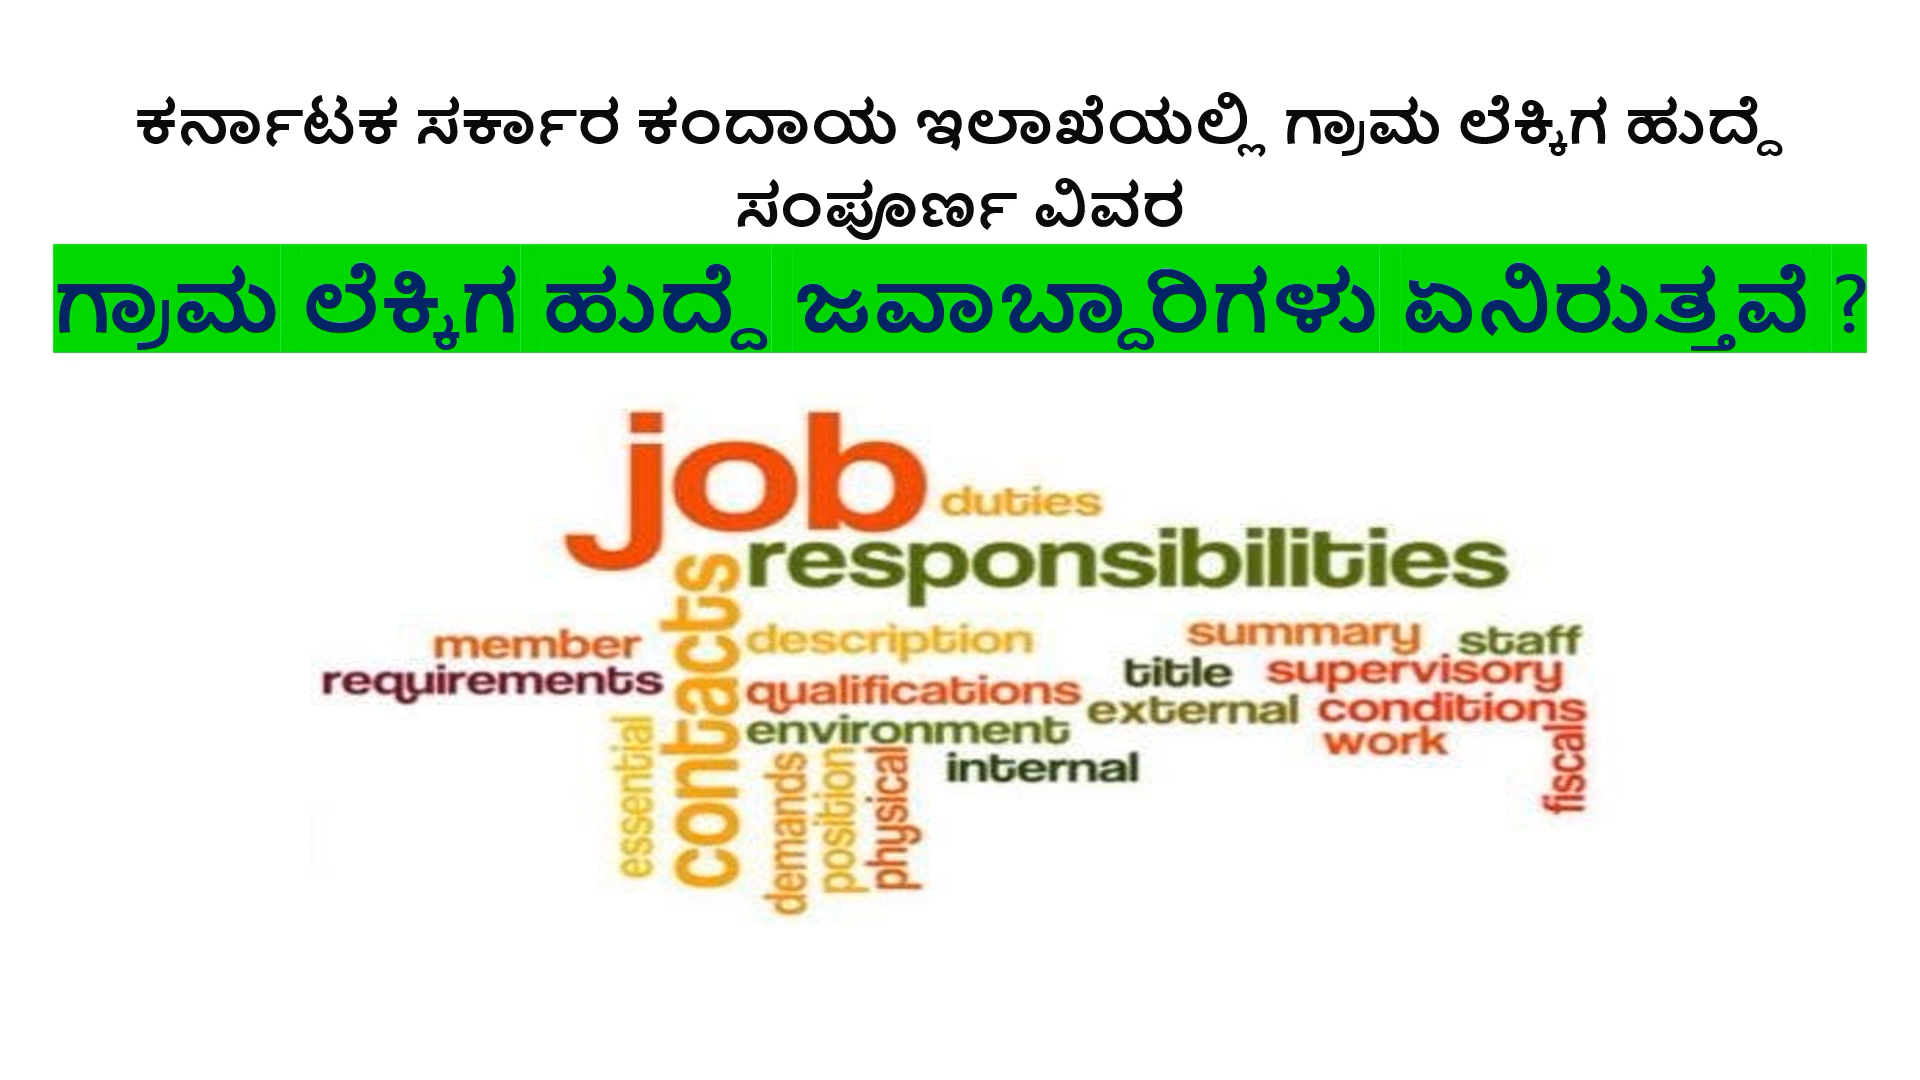 ಕರ್ನಾಟಕ ಸರ್ಕಾರ ಕಂದಾಯ ಇಲಾಖೆಯಲ್ಲಿ ಗ್ರಾಮ ಲೆಕ್ಕಿಗ ಹುದ್ದೆ
ಸಂಪೂರ್ಣ ವಿವರ
ಗ್ರಾಮ ಲೆಕ್ಕಿಗ ಹುದ್ದೆ ಜವಾಬ್ದಾರಿಗಳು ಏನಿರುತ್ತವೆ ?
job
duties
responsibilities
contacts
member
description
summary
staff
requirements
qualifications
title
supervisory
external
conditions
environment
work
internal
essential
demands
position
physical
fiscal